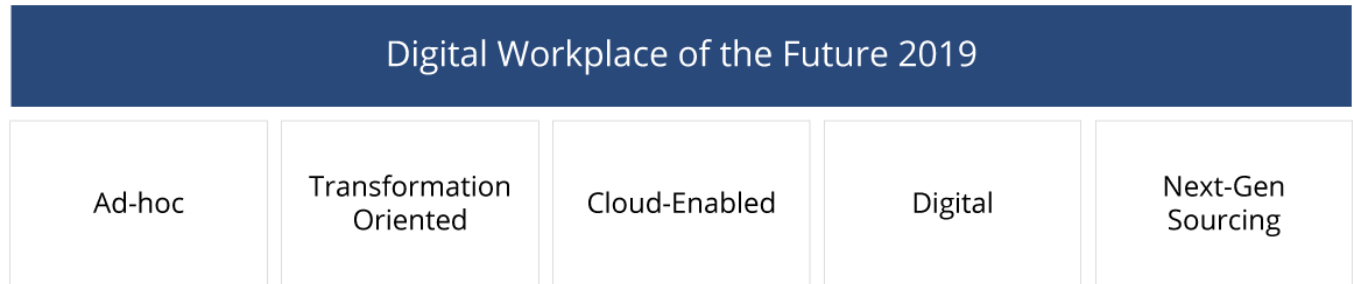 Digital Workplace of the Future 2019
Ad-hoc
Transformation
Oriented
Cloud-Enabled
Digital
Next-Gen
Sourcing